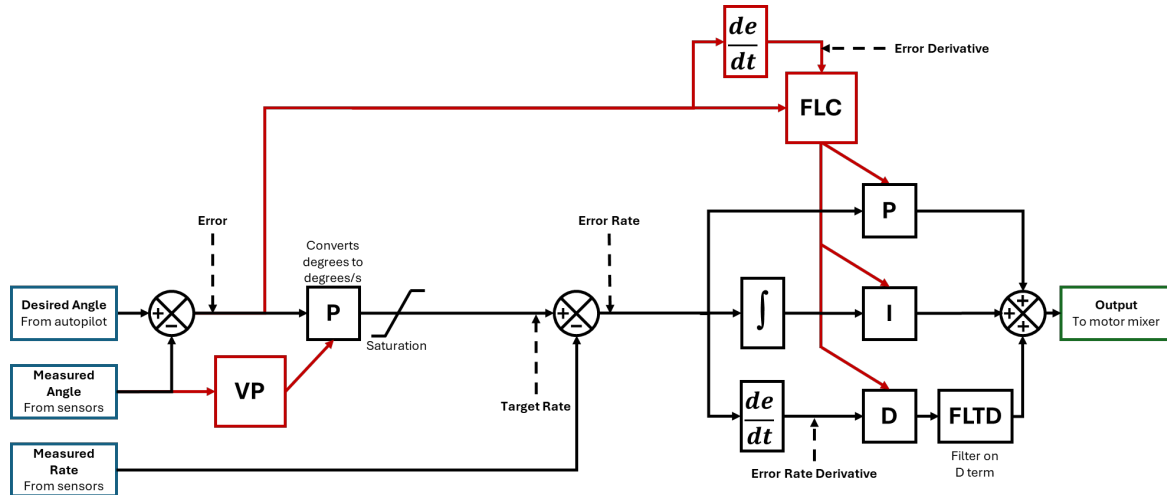 de
dt
Error Derivative
FLC
P
Error
Error Rate
Converts
degrees to
degrees/s
Desired Angle
From autopilot
+
−
P
Saturation
+
−
∫
I
+
+
+
Output
To motor mixer
Measured
Angle
From sensors
VP
Target Rate
de
dt
D
FLTD
Measured
Rate
From sensors
Error Rate Derivative
Filter on
D term